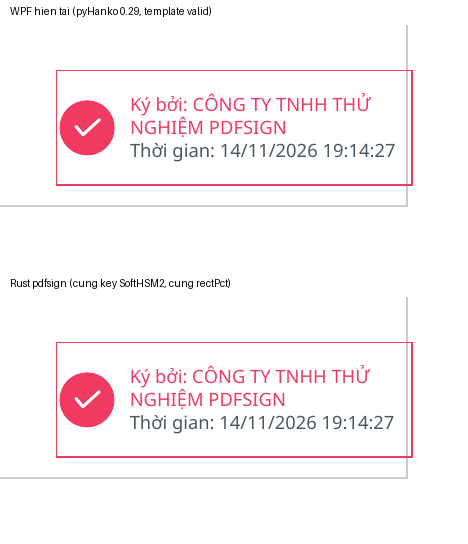 WPF hien tai (pyHanko 0.29, template valid)
Ký bởi: CÔNG TY TNHH THỬ
NGHIỆM PDFSIGN
Thời gian: 14/11/2026 19:14:27
Rust pdfsign (cung key SoftHSM2, cung rectPct)
Ký bởi: CÔNG TY TNHH THỬ
NGHIỆM PDFSIGN
Thời gian: 14/11/2026 19:14:27